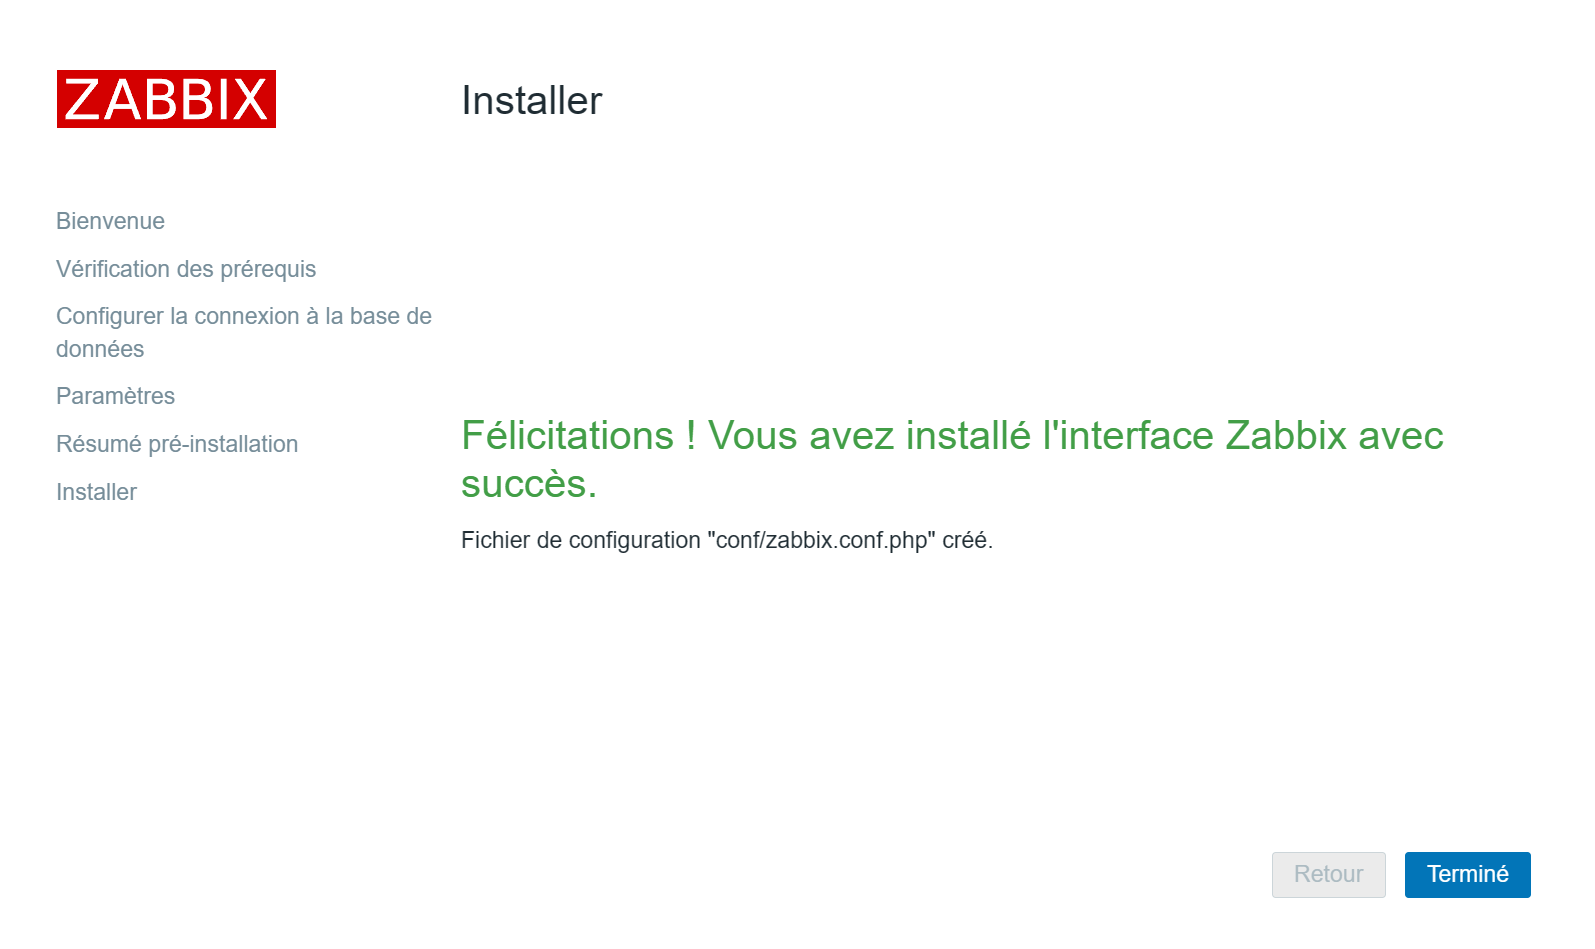 ZABBIX
Installer
Bienvenue
Vérification des prérequis
Configurer la connexion à la base de
données
Paramètres
Résumé pré-installation
Installer
Félicitations ! Vous avez installé l'interface Zabbix avec
succès.
Fichier de configuration "conf/zabbix.conf.php" créé.
Retour
Terminé